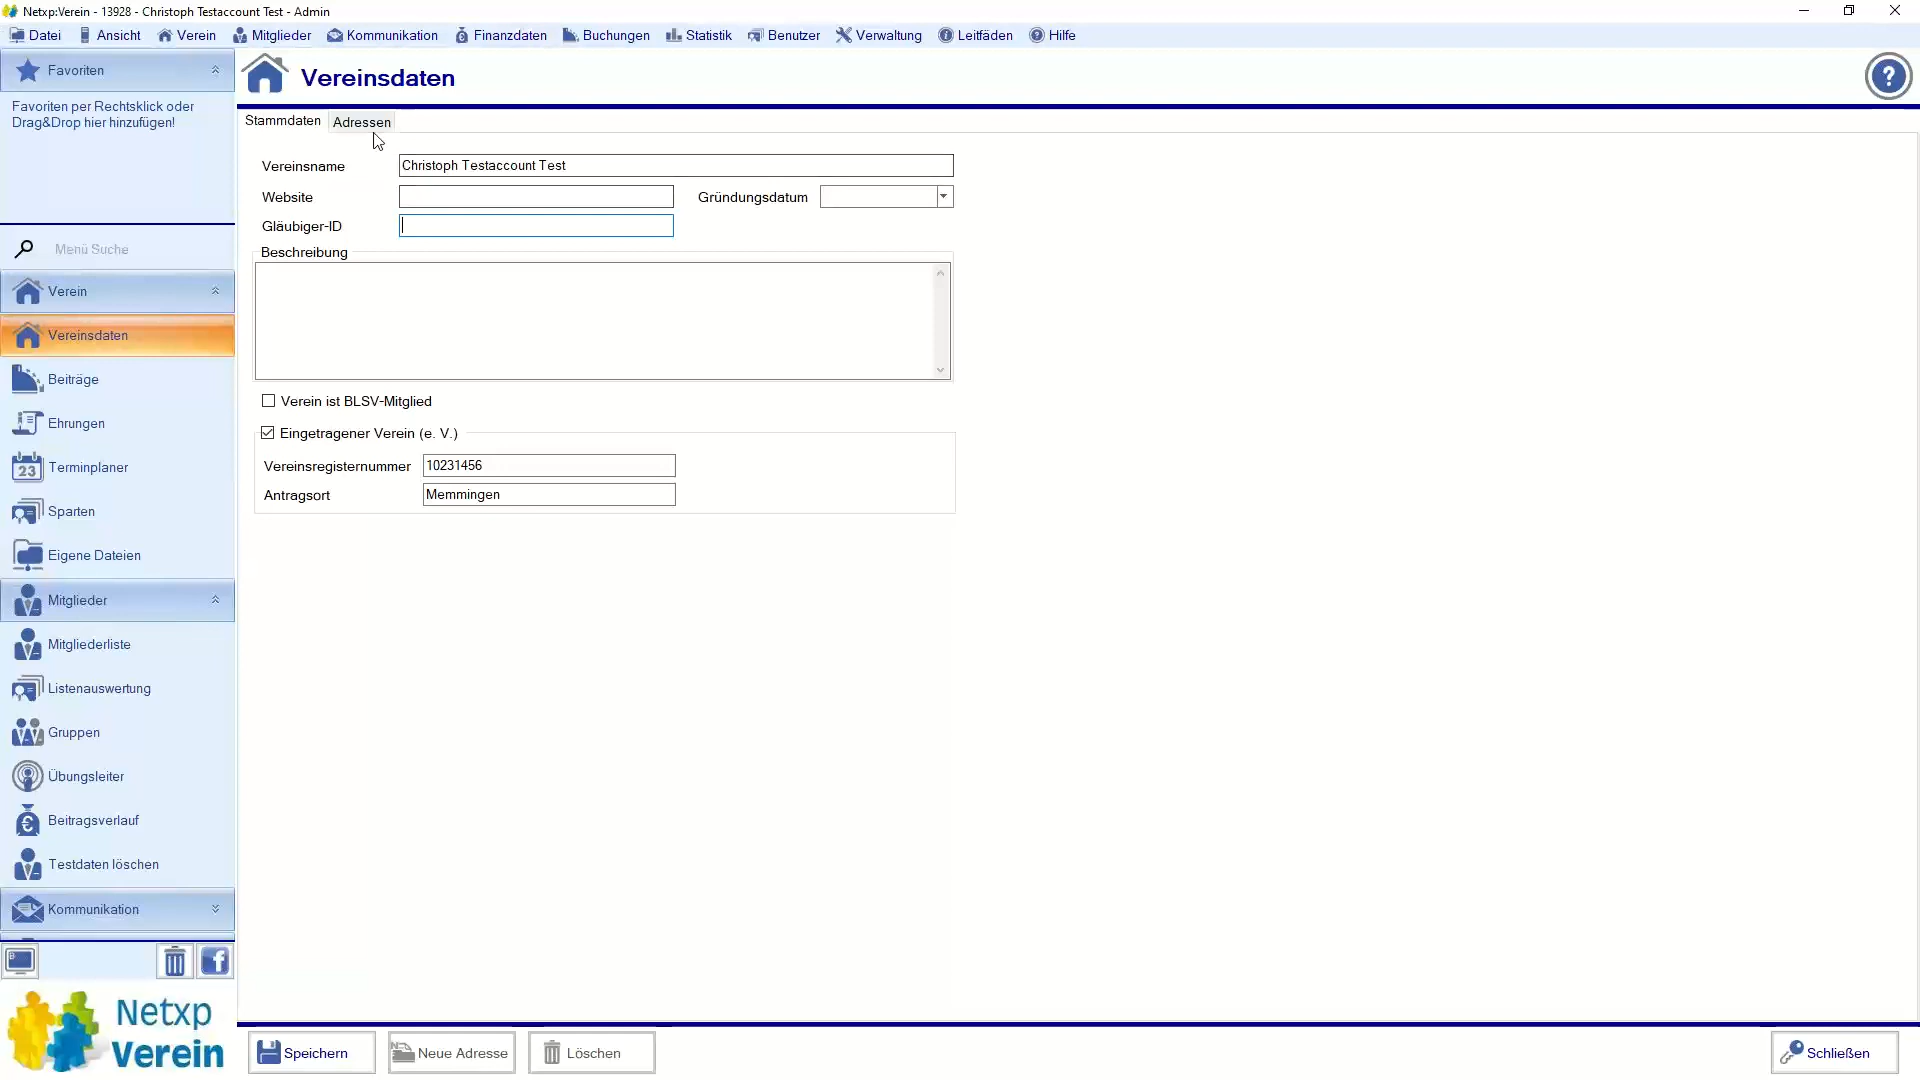 Netxp:Verein - 13928 - Christoph Testaccount Test - Admin
Datei Ansicht Verein Mitglieder Kommunikation Finanzdaten Buchungen Statistik Benutzer Verwaltung Leitfäden Hilfe
Favoriten
Favoriten per Rechtsklick oder
Drag&Drop hier hinzufügen!
Menü Suche
Verein
Vereinsdaten
Beiträge
Ehrungen
23
Terminplaner
Sparten
Eigene Dateien
Mitglieder
Mitgliederliste
Listenauswertung
Gruppen
Übungsleiter
Beitragsverlauf
Testdaten löschen
Kommunikation
Netxp
Verein
Vereinsdaten
?
Stammdaten Adressen
Vereinsname Christoph Testaccount Test
Website Gründungsdatum
Gläubiger-ID
Beschreibung
Verein ist BLSV-Mitglied
Eingetragener Verein (e. V.)
Vereinsregisternummer 10231456
Antragsort Memmingen
Speichern Neue Adresse Löschen Schließen